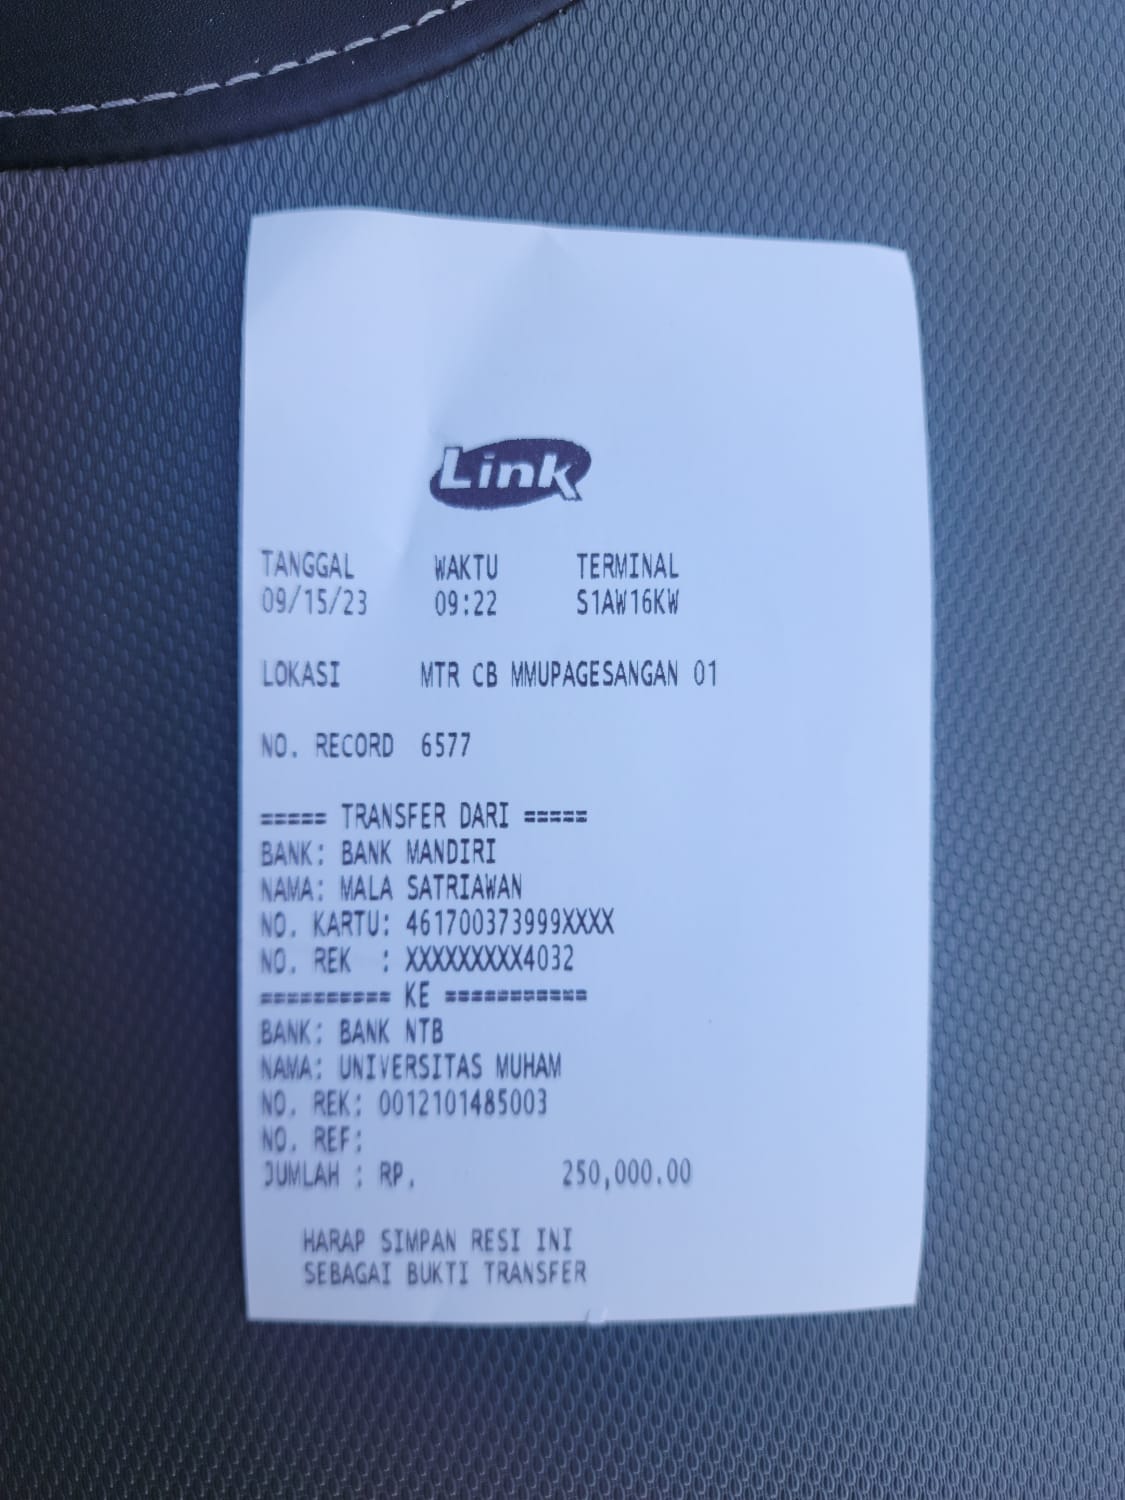 Link
TANGGAL WAKTU TERMINAL
09/15/23 09:22 S1AW16KW
LOKASI MTR CB MMUPAGESANGAN 01
NO. RECORD 6577
===== TRANSFER DARI =====
BANK: BANK MANDIRI
NAMA: MALA SATRIAWAN
NO. KARTU: 461700373999XXXX
NO. REK : XXXXXXXXX4032
========== KE ===========
BANK: BANK NTB
NAMA: UNIVERSITAS MUHAM
NO. REK: 0012101485003
NO. REF:
JUMLAH : RP. 250,000.00
HARAP SIMPAN RESI INI
SEBAGAI BUKTI TRANSFER